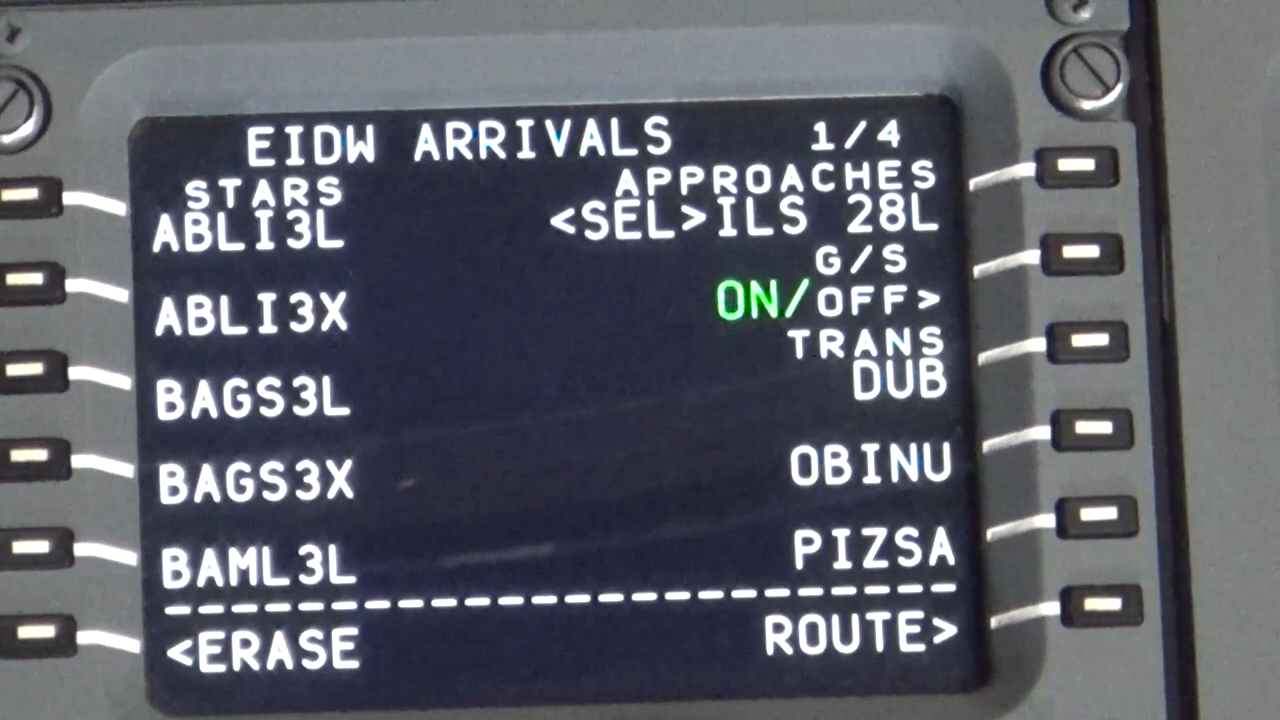 EIDW ARRIVALS 1/4
STARS APPROACHES
ABLI3L <SEL>ILS 28L
G/S
ABLI3X ON/OFF>
TRANS
BAGS3L DUB
BAGS3X OBINU
BAML3L PIZSA
------------------------
<ERASE ROUTE>